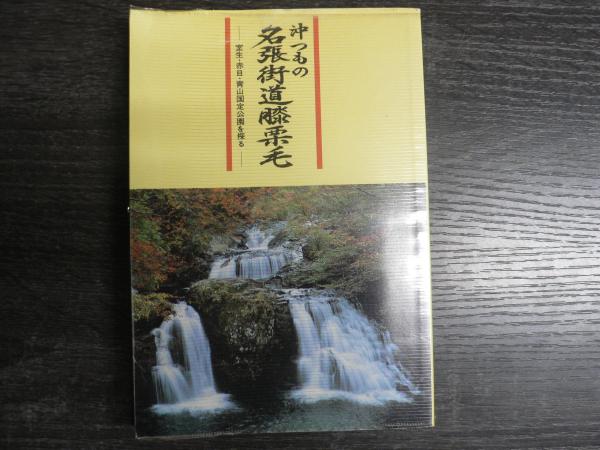 沖つもの
名張街道膝栗毛
──室生・赤目・青山国定公園を探る──